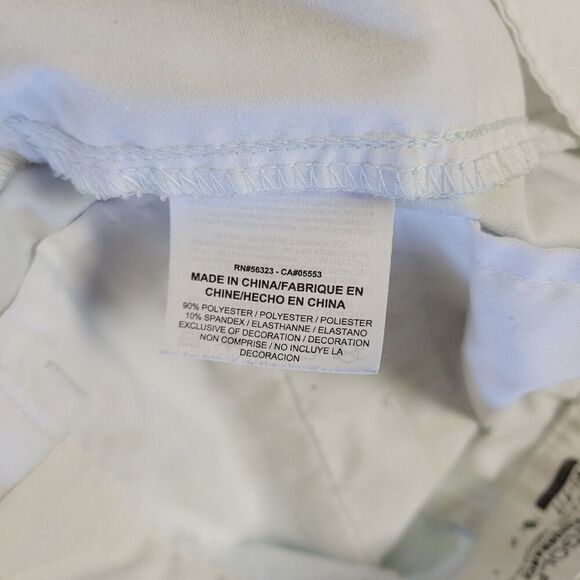 RN#56323 - CA#05553
MADE IN CHINA/FABRIQUE EN
CHINE/HECHO EN CHINA
90% POLYESTER / POLYESTER / POLIESTER
10% SPANDEX / ELASTHANNE / ELASTANO
EXCLUSIVE OF DECORATION / DECORATION
NON COMPRISE / NO INCLUYE LA
DECORACION